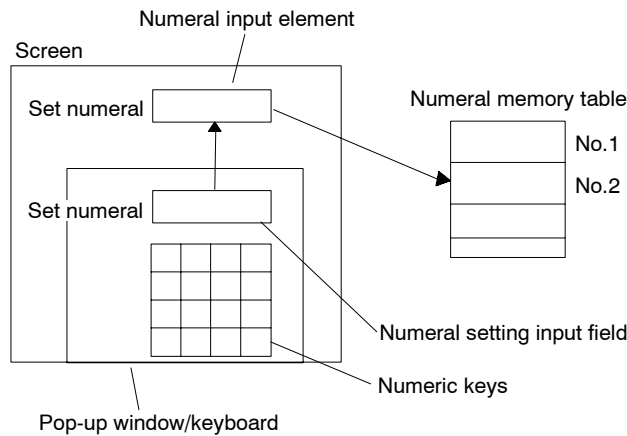 Numeral input element
Screen
Set numeral
Numeral memory table
No.1
No.2
Set numeral
Numeral setting input field
Numeric keys
Pop-up window/keyboard